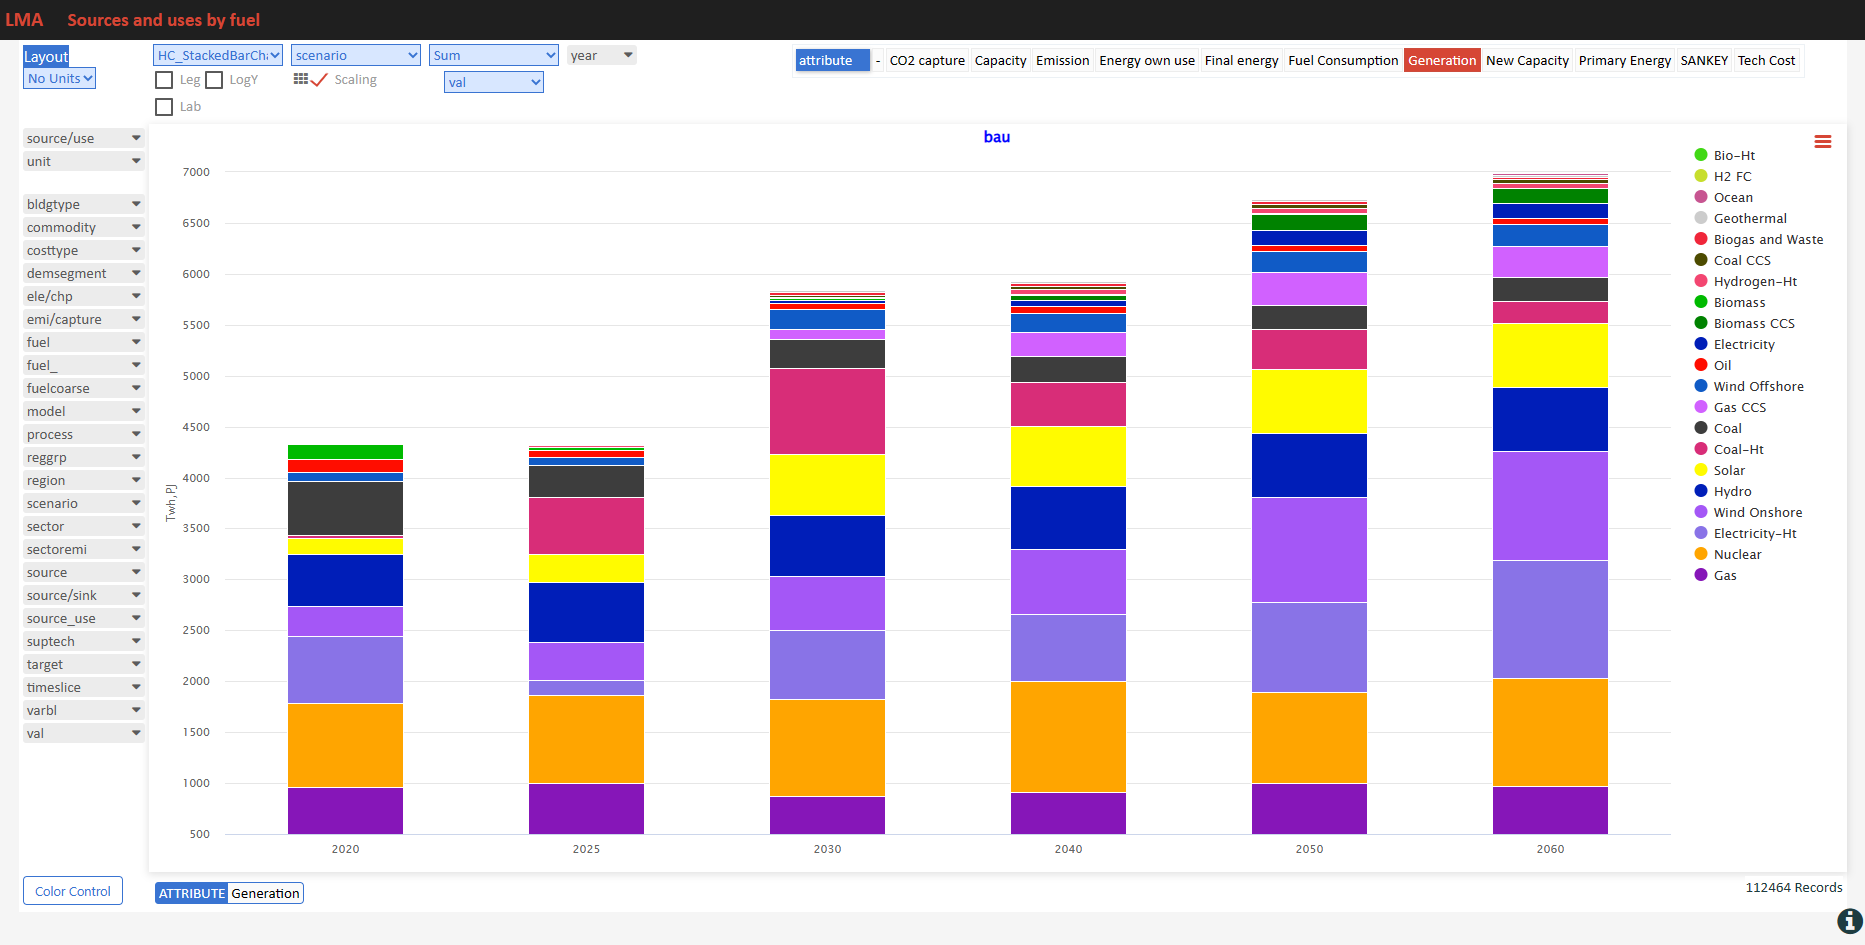 LMA Sources and uses by fuel
Layout
No Units
HC_StackedBarCha
scenario
Sum
year
Leg
LogY
Scaling
val
Lab
attribute - CO2 capture Capacity Emission Energy own use Final energy Fuel Consumption Generation New Capacity Primary Energy SANKEY Tech Cost
source/use
unit
bldgtype
commodity
costtype
demsegment
ele/chp
emi/capture
fuel
fuel_
fuelcoarse
model
process
reggrp
region
scenario
sector
sectoremi
source
source/sink
source_use
suptech
target
timeslice
varbl
val
Color Control
bau
Twh, PJ
7000
6500
6000
5500
5000
4500
4000
3500
3000
2500
2000
1500
1000
500
2020 2025 2030 2040 2050 2060
Bio-Ht
H2 FC
Ocean
Geothermal
Biogas and Waste
Coal CCS
Hydrogen-Ht
Biomass
Biomass CCS
Electricity
Oil
Wind Offshore
Gas CCS
Coal
Coal-Ht
Solar
Hydro
Wind Onshore
Electricity-Ht
Nuclear
Gas
ATTRIBUTE Generation
112464 Records